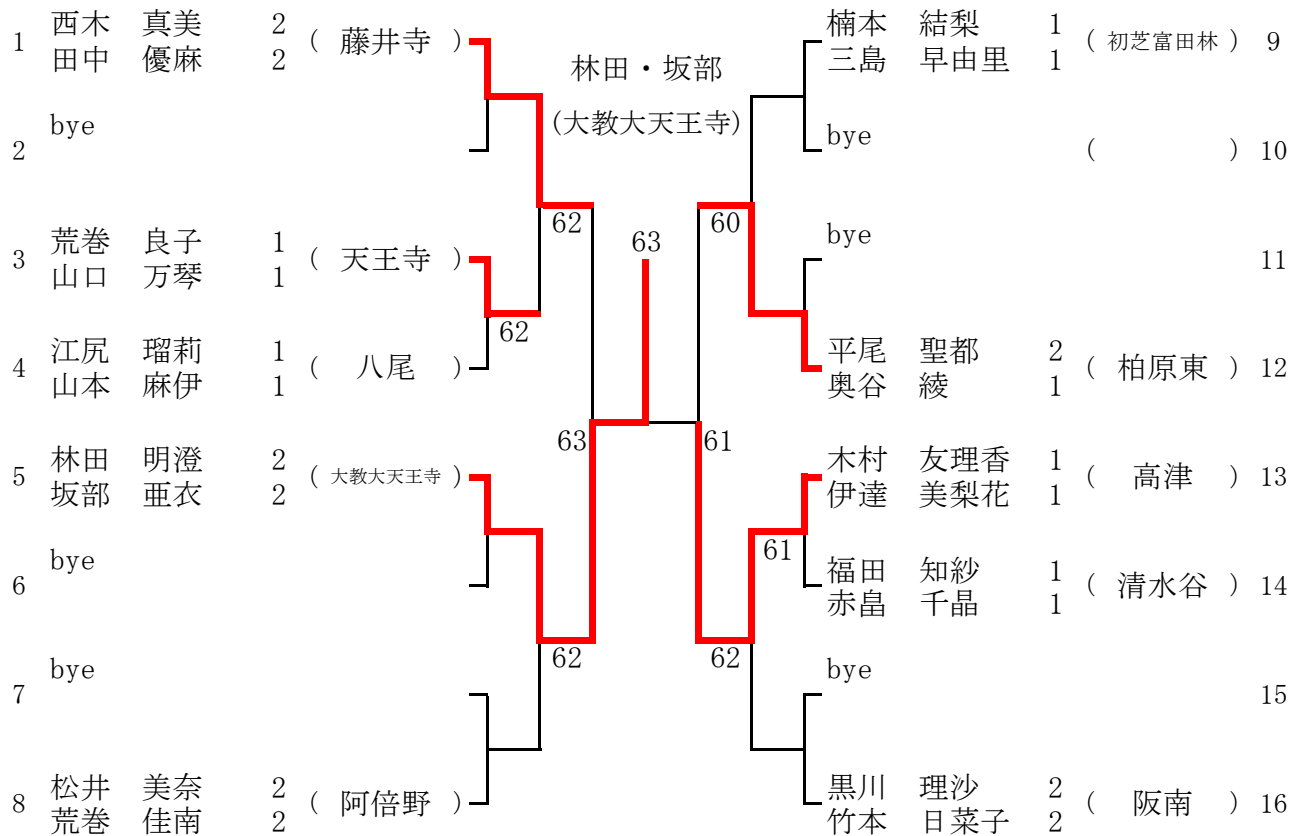 1 西木 真美 2 ( 藤井寺 )
田中 優麻 2
2 bye
3 荒巻 良子 1 ( 天王寺 )
山口 万琴 1
4 江尻 瑠莉 1 ( 八尾 )
山本 麻伊 1
5 林田 明澄 2 ( 大教大天王寺 )
坂部 亜衣 2
6 bye
7 bye
8 松井 美奈 2 ( 阿倍野 )
荒巻 佳南 2
林田・坂部
(大教大天王寺)
62
62
63
62
63
60
61
61
62
楠本 結梨 1 ( 初芝富田林 ) 9
三島 早由里 1
bye ( ) 10
bye 11
平尾 聖都 2 ( 柏原東 ) 12
奥谷 綾 1
木村 友理香 1 ( 高津 ) 13
伊達 美梨花 1
福田 知紗 1 ( 清水谷 ) 14
赤畠 千晶 1
bye 15
黒川 理沙 2 ( 阪南 ) 16
竹本 日菜子 2